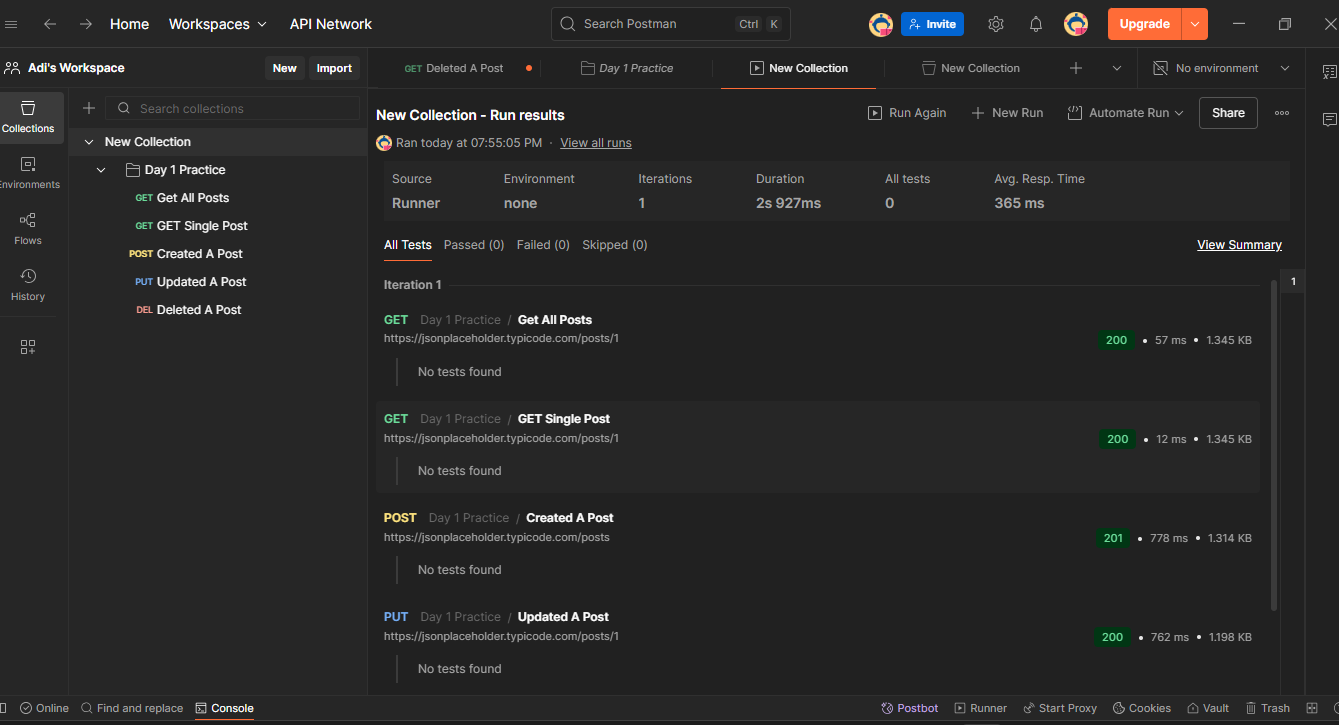 Home Workspaces API Network Search Postman Ctrl K Invite Upgrade
Adi's Workspace New Import GET Deleted A Post Day 1 Practice New Collection New Collection No environment
Collections
Environments
Flows
History
Search collections
New Collection
Day 1 Practice
GET Get All Posts
GET GET Single Post
POST Created A Post
PUT Updated A Post
DEL Deleted A Post
New Collection - Run results Run Again New Run Automate Run Share
Ran today at 07:55:05 PM · View all runs
Source Environment Iterations Duration All tests Avg. Resp. Time
Runner none 1 2s 927ms 0 365 ms
All Tests Passed (0) Failed (0) Skipped (0) View Summary
Iteration 1
1
GET Day 1 Practice / Get All Posts
https://jsonplaceholder.typicode.com/posts/1
200 • 57 ms • 1.345 KB
No tests found
GET Day 1 Practice / GET Single Post
https://jsonplaceholder.typicode.com/posts/1
200 • 12 ms • 1.345 KB
No tests found
POST Day 1 Practice / Created A Post
https://jsonplaceholder.typicode.com/posts
201 • 778 ms • 1.314 KB
No tests found
PUT Day 1 Practice / Updated A Post
https://jsonplaceholder.typicode.com/posts/1
200 • 762 ms • 1.198 KB
No tests found
Online Find and replace Console Postbot Runner Start Proxy Cookies Vault Trash